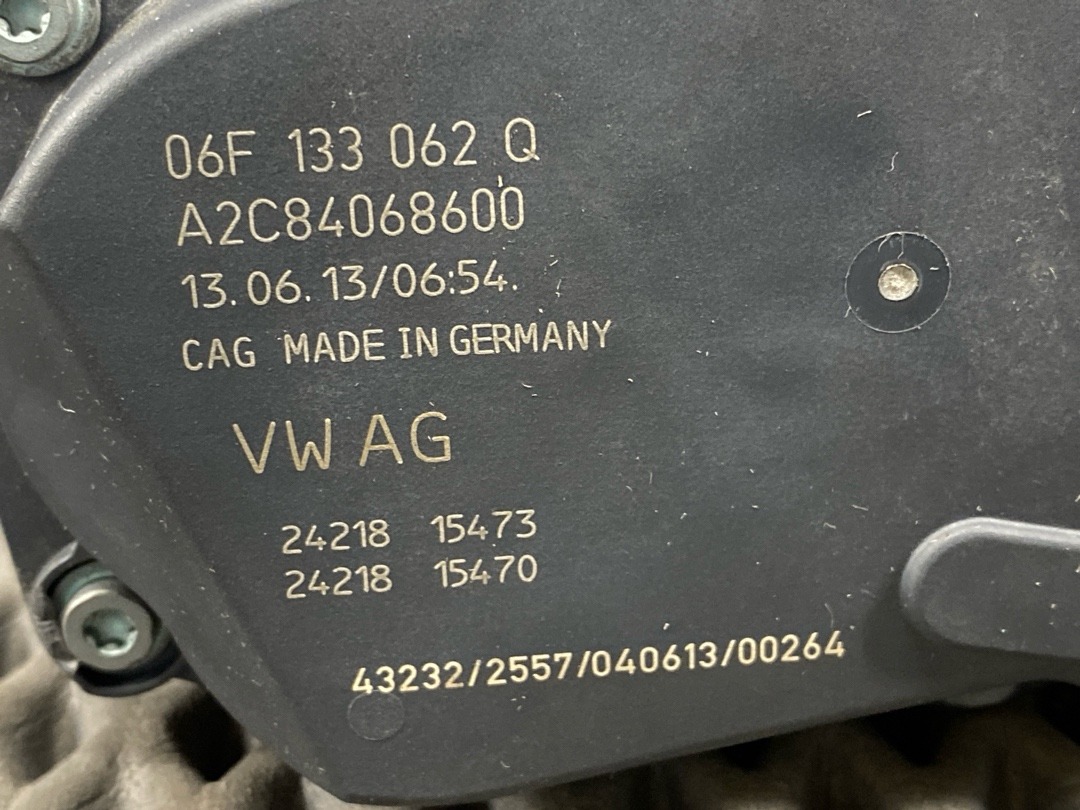 06F 133 062 Q
A2C84068600
13.06.13/06:54.
CAG MADE IN GERMANY
VW AG
24218 15473
24218 15470
43232/2557/040613/00264